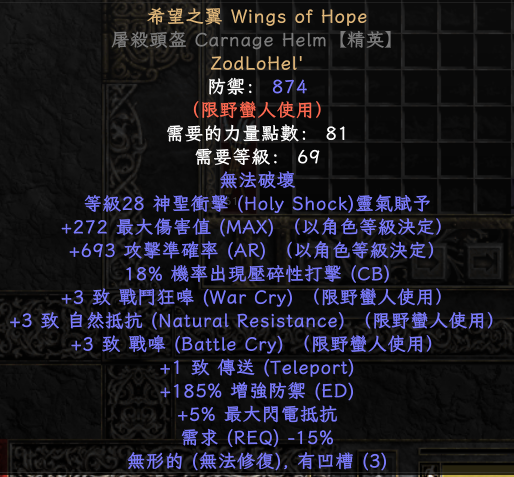 希望之翼 Wings of Hope
屠殺頭盔 Carnage Helm【精英】
ZodLoHel'
防禦： 874
(限野蠻人使用)
需要的力量點數： 81
需要等級： 69
無法破壞
等級28 神聖衝擊 (Holy Shock)靈氣賦予
+272 最大傷害值 (MAX) （以角色等級決定）
+693 攻擊準確率 (AR) （以角色等級決定）
18% 機率出現壓碎性打擊 (CB)
+3 致 戰鬥狂嗥 (War Cry) （限野蠻人使用）
+3 致 自然抵抗 (Natural Resistance) （限野蠻人使用）
+3 致 戰嗥 (Battle Cry) （限野蠻人使用）
+1 致 傳送 (Teleport)
+185% 增強防禦 (ED)
+5% 最大閃電抵抗
需求 (REQ) -15%
無形的 (無法修復), 有凹槽 (3)